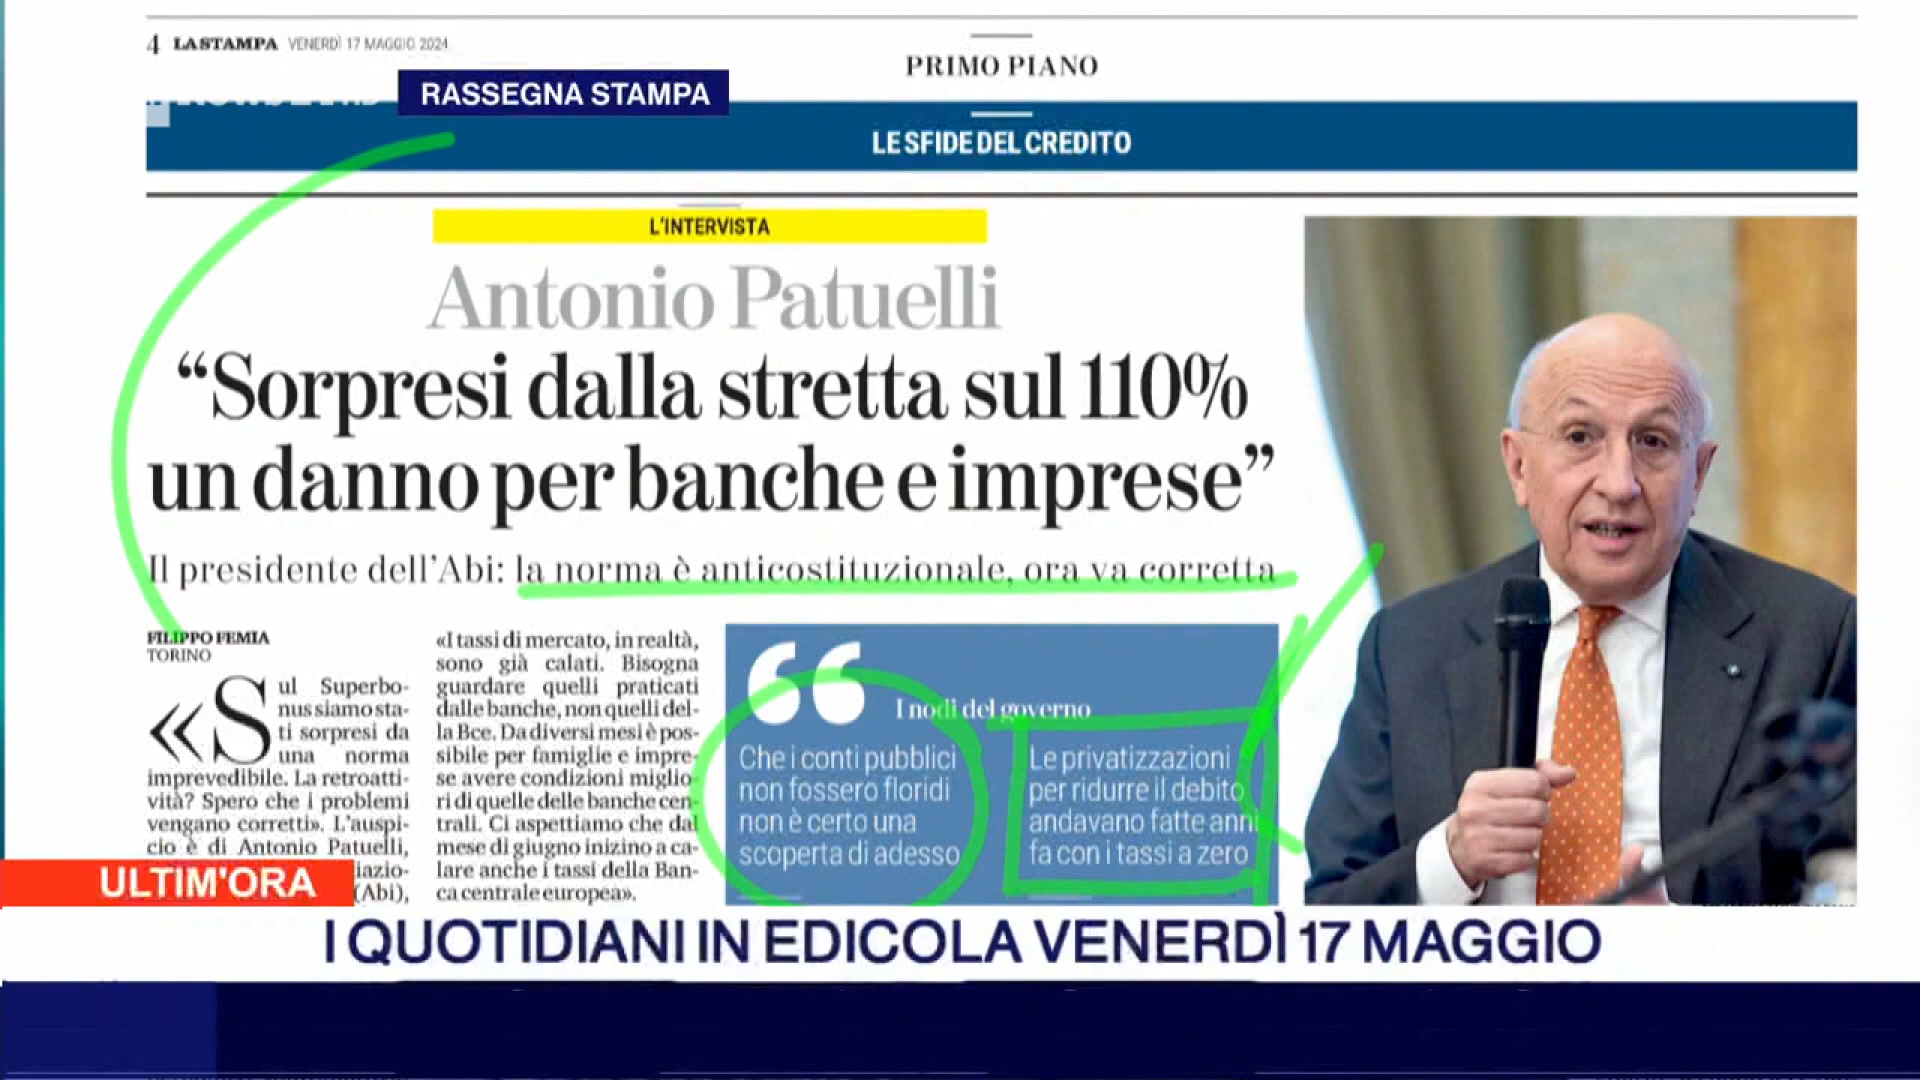 4 LA STAMPA VENERDÌ 17 MAGGIO 2024
PRIMO PIANO
RASSEGNA STAMPA
LE SFIDE DEL CREDITO
L'INTERVISTA
Antonio Patuelli
“Sorpresi dalla stretta sul 110%
un danno per banche e imprese”
Il presidente dell'Abi: la norma è anticostituzionale, ora va corretta
FILIPPO FEMIA
TORINO
«Sul Superbo-
nus siamo sta-
ti sorpresi da
una norma
imprevedibile. La retroatti-
vità? Spero che i problemi
vengano corretti». L'auspi-
cio è di Antonio Patuelli,
iazio-
(Abi),
«I tassi di mercato, in realtà,
sono già calati. Bisogna
guardare quelli praticati
dalle banche, non quelli del-
la Bce. Da diversi mesi è pos-
sibile per famiglie e impre-
se avere condizioni miglio-
ri di quelle delle banche cen-
trali. Ci aspettiamo che dal
mese di giugno inizino a ca-
lare anche i tassi della Ban-
ca centrale europea».
“
I nodi del governo
Che i conti pubblici
non fossero floridi
non è certo una
scoperta di adesso
Le privatizzazioni
per ridurre il debito
andavano fatte anni
fa con i tassi a zero
ULTIM'ORA
I QUOTIDIANI IN EDICOLA VENERDÌ 17 MAGGIO